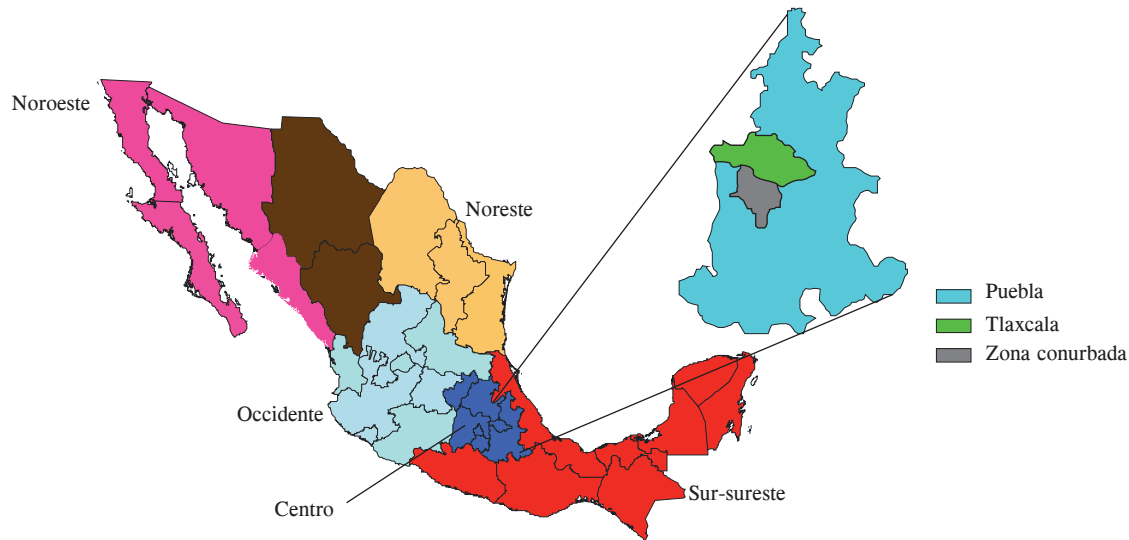 Noroeste
Noreste
Puebla
Tlaxcala
Zona conurbada
Occidente
Centro
Sur-sureste